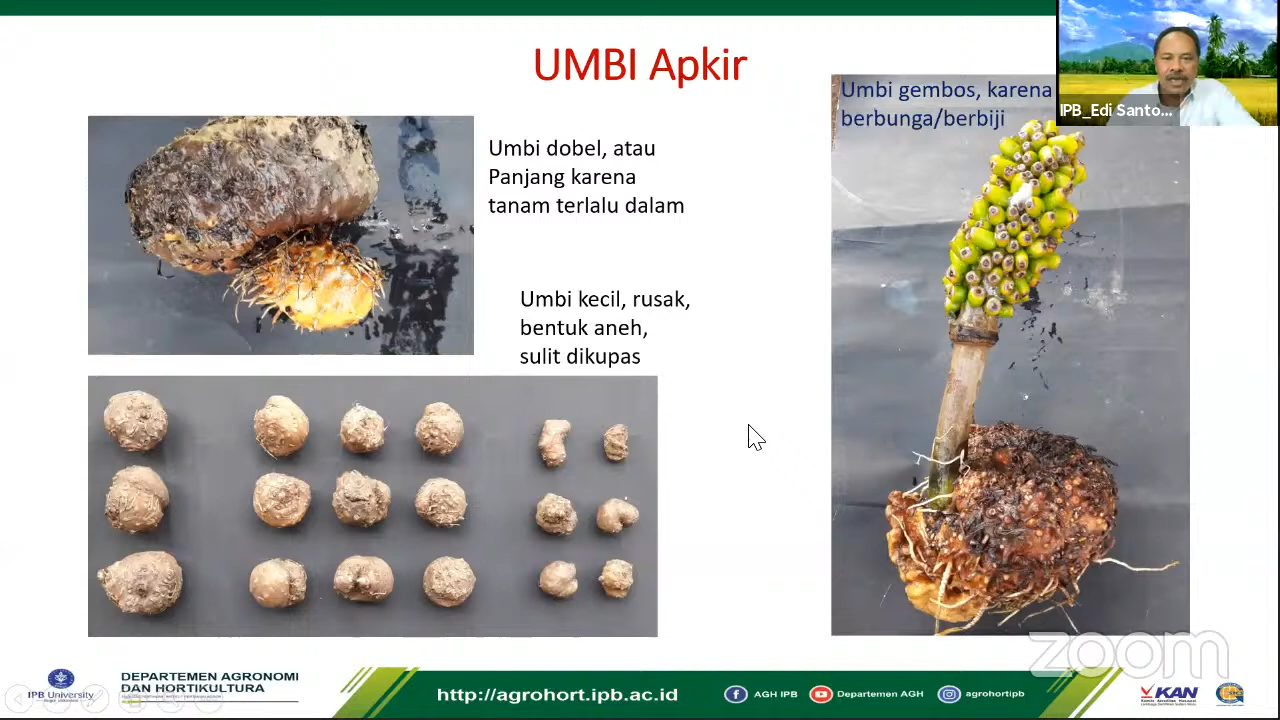 UMBI Apkir
Umbi gembos, karena
berbunga/berbiji
IPB_Edi Santo...
Umbi dobel, atau
Panjang karena
tanam terlalu dalam
Umbi kecil, rusak,
bentuk aneh,
sulit dikupas
zoom
IPB University
DEPARTEMEN AGRONOMI
DAN HORTIKULTURA
http://agrohort.ipb.ac.id
AGH IPB
Departemen AGH
agrohortipb
KAN